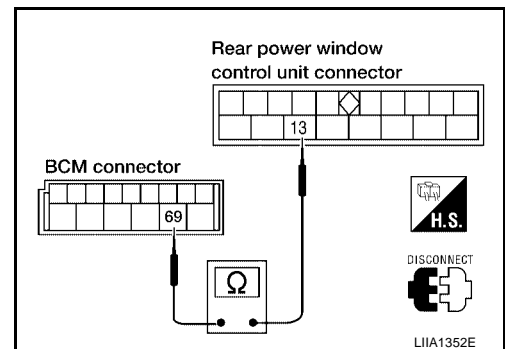 Rear power window
control unit connector
13
BCM connector
69
H.S.
Ω
DISCONNECT
LIIA1352E